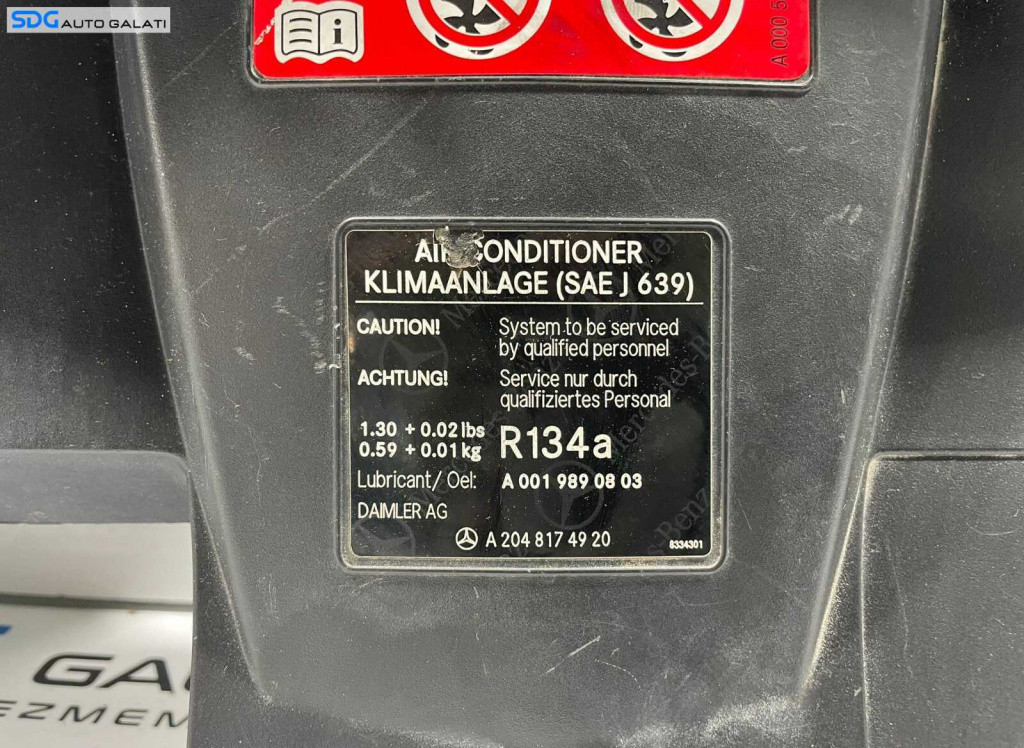 SDG AUTO GALATI
A 000 5
AIR CONDITIONER
KLIMAANLAGE (SAE J 639)
CAUTION! System to be serviced
by qualified personnel
ACHTUNG! Service nur durch
qualifiziertes Personal
1.30 + 0.02 lbs
0.59 + 0.01 kg R134a
Lubricant/ Oel: A 001 989 08 03
DAIMLER AG
A 204 817 49 20 8334301